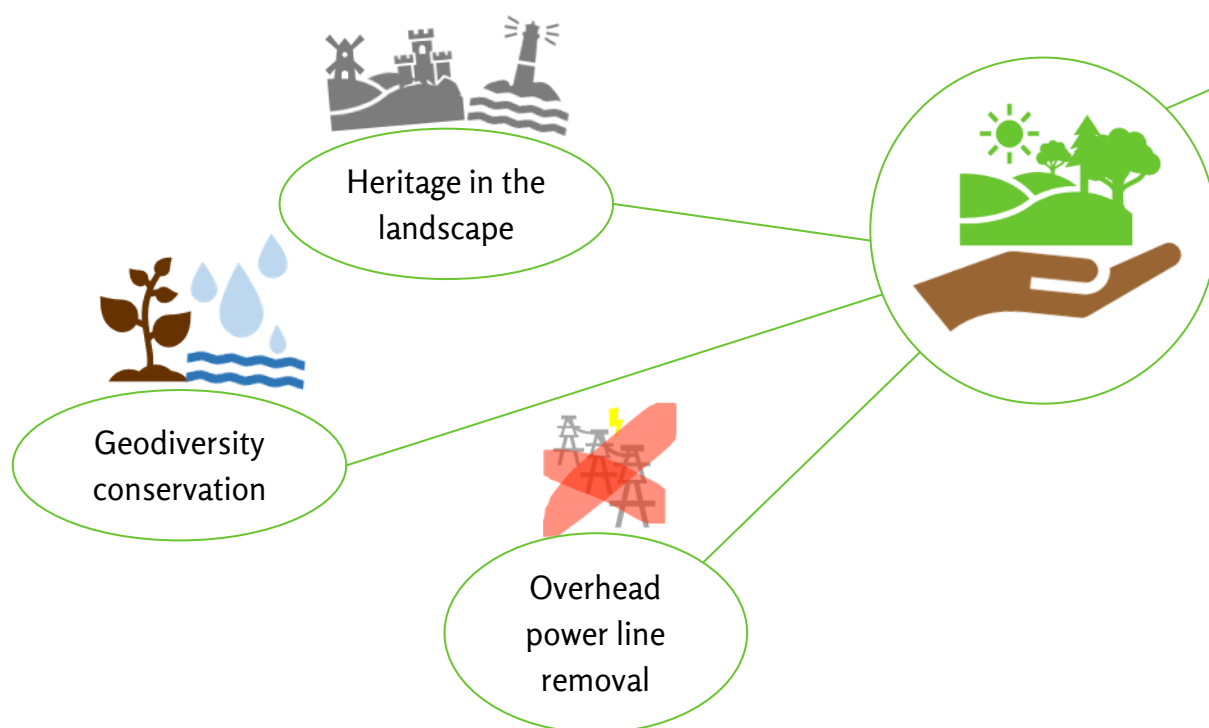 Heritage in the
landscape
Geodiversity
conservation
Overhead
power line
removal